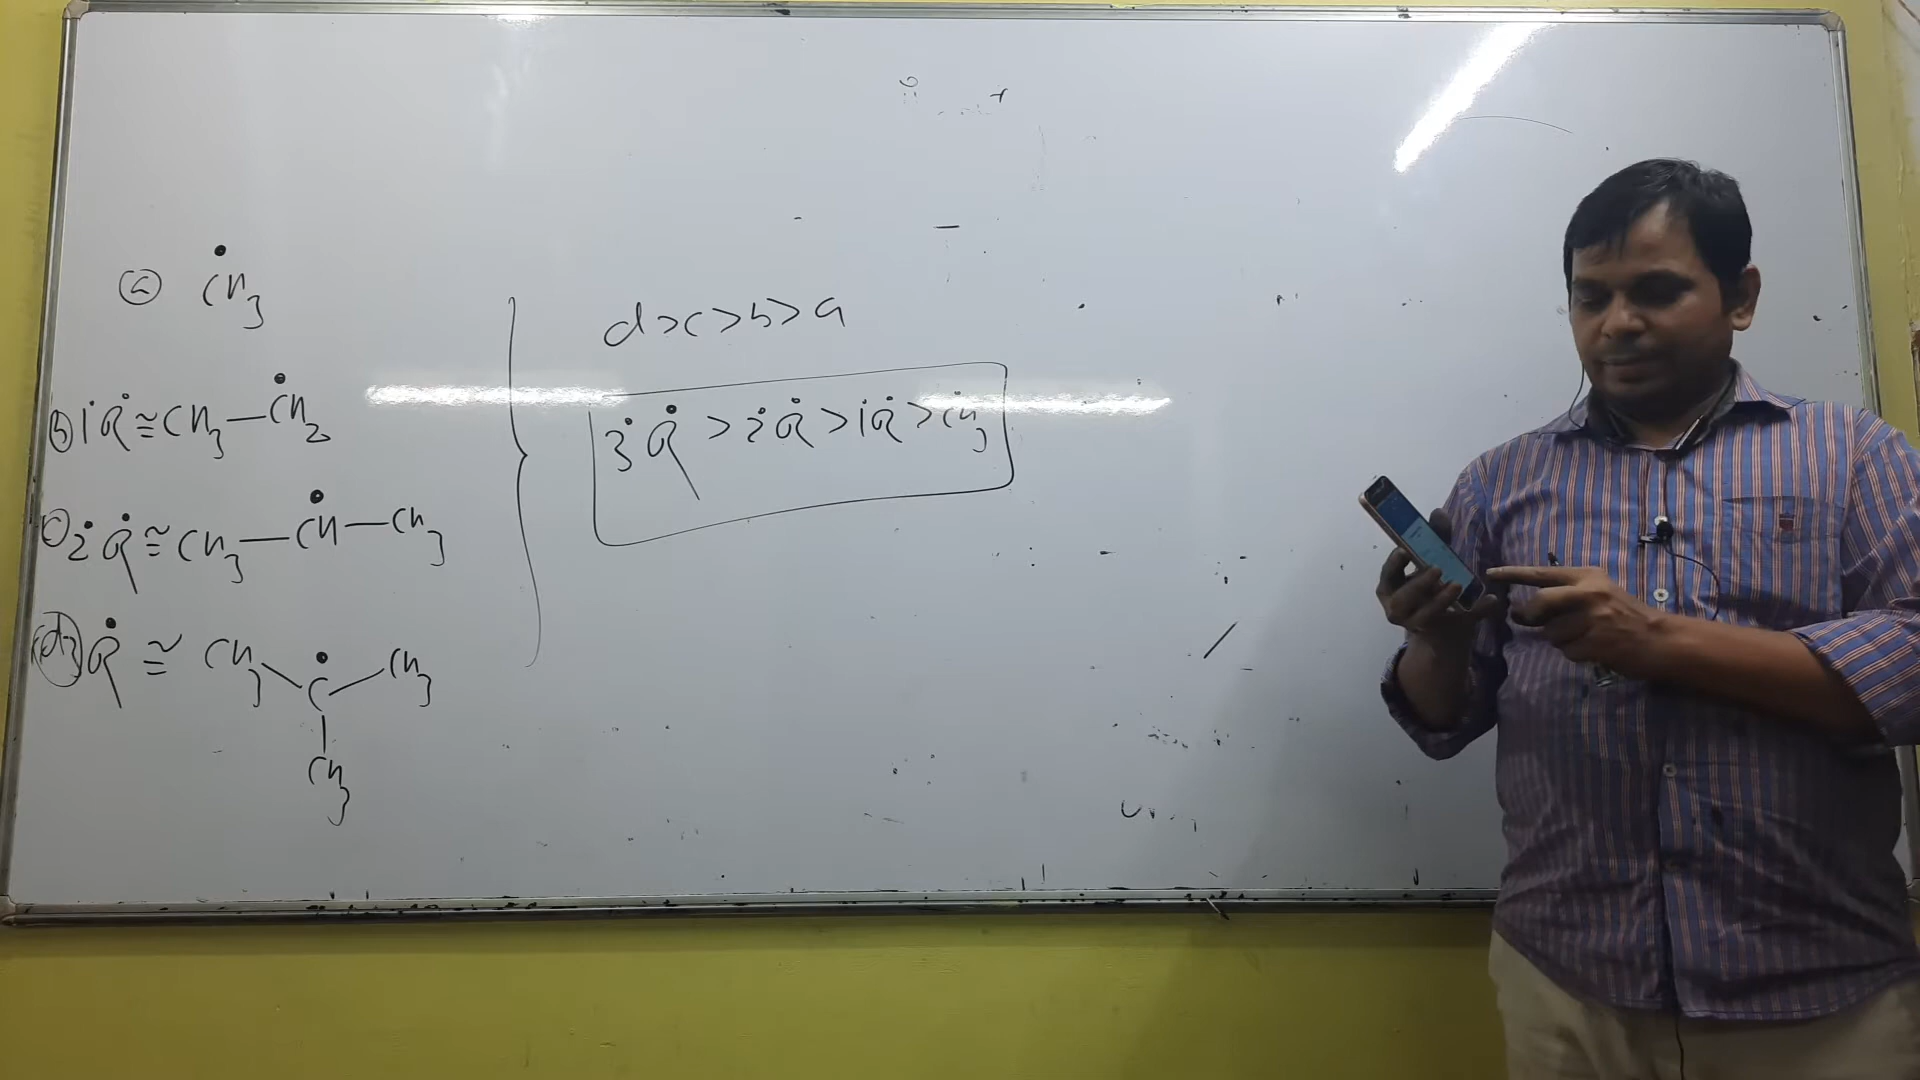 (a) ĊH3
(b) 1° Ṙ ≅ CH3—ĊH2
(c) 2° Ṙ ≅ CH3—ĊH—CH3
(d) 3° Ṙ ≅ CH3 Ċ CH3
CH3
d > c > b > a
3° Ṙ > 2° Ṙ > 1° Ṙ > ĊH3